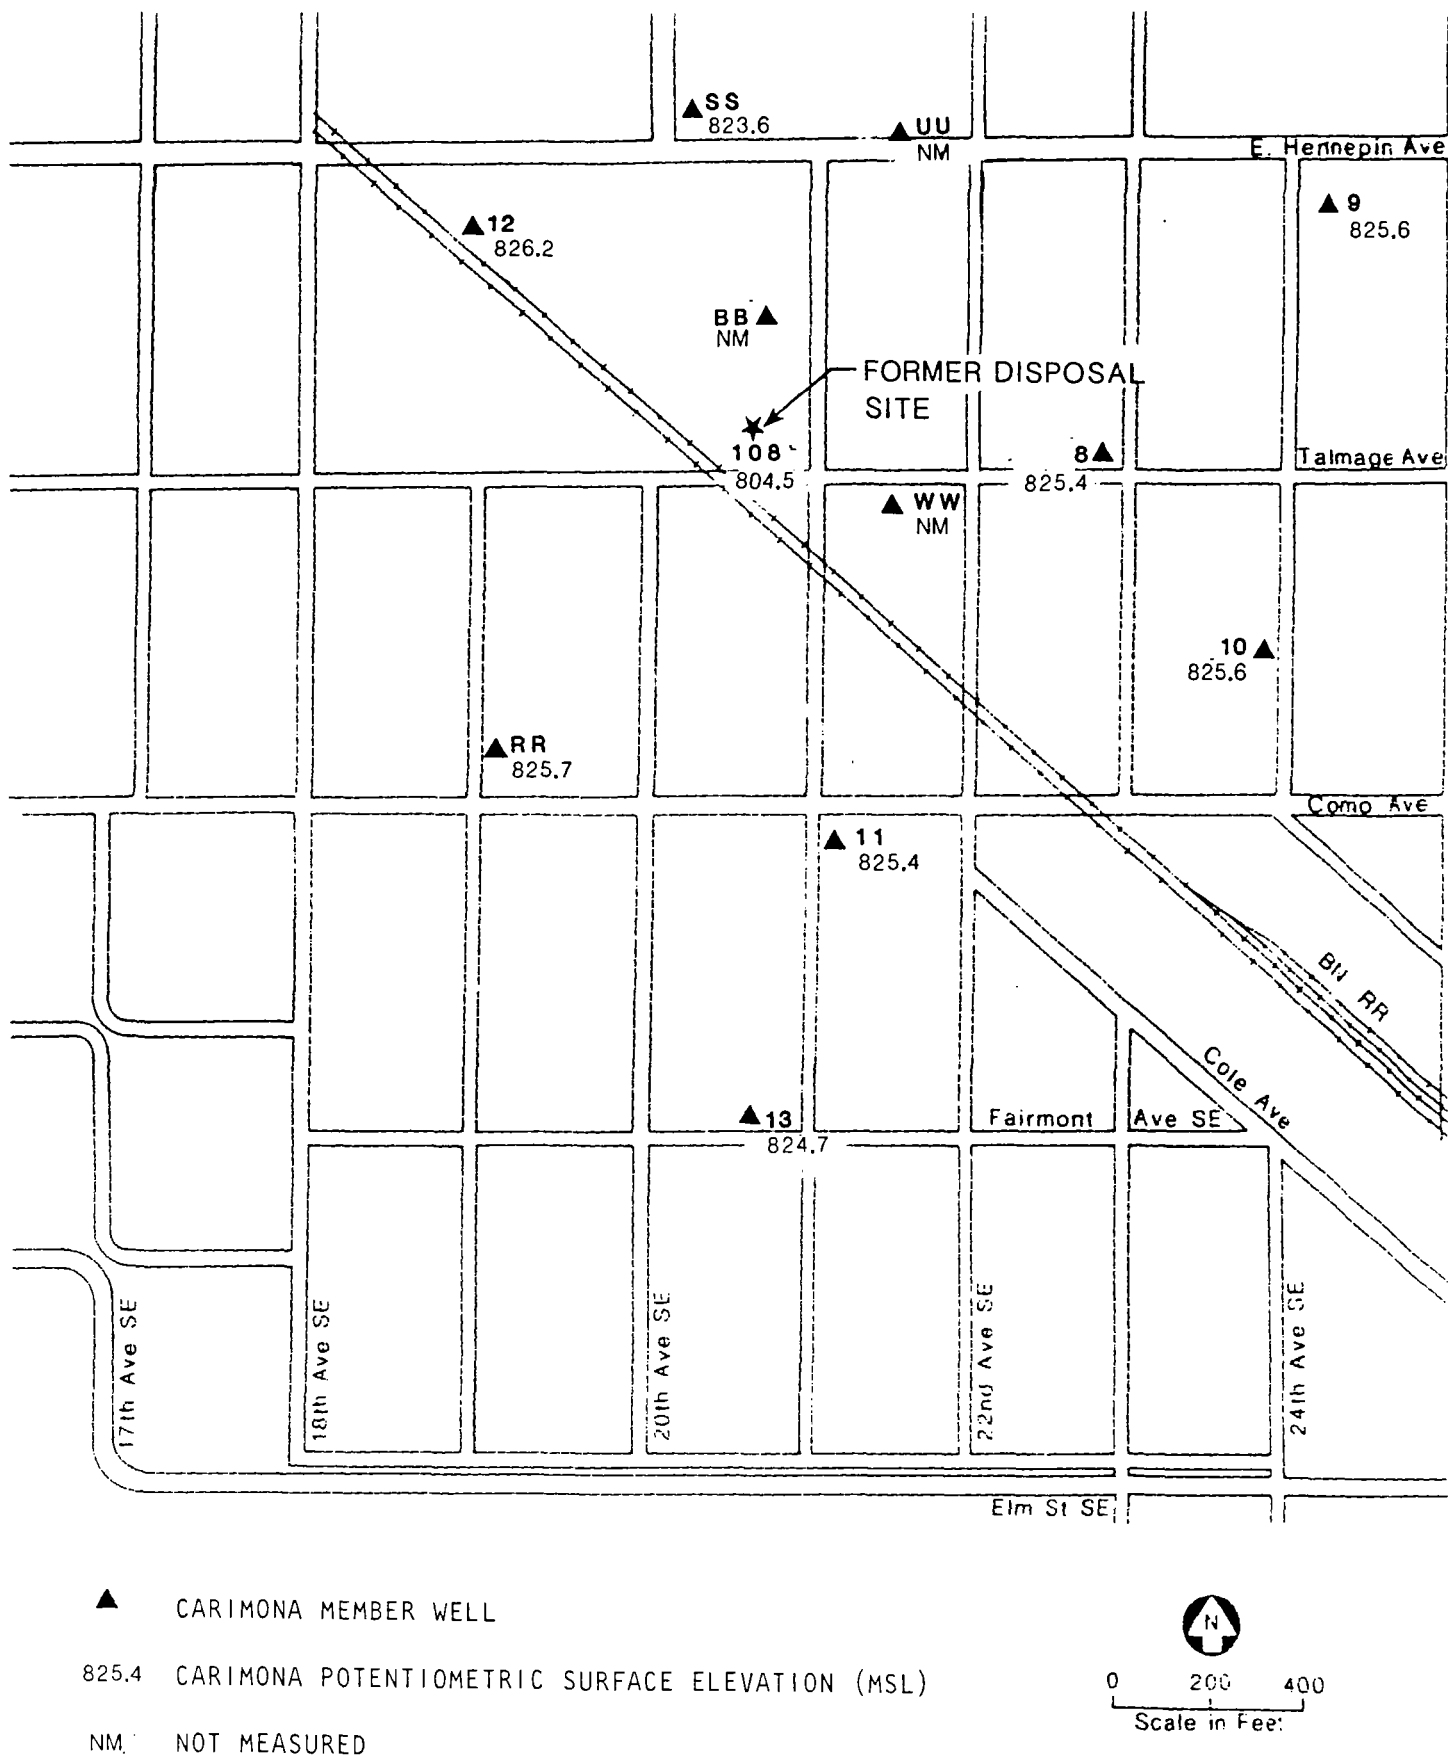 SS
823.6
UU
NM
E. Hennepin Ave
9
825.6
12
826.2
BB
NM
FORMER DISPOSAL
SITE
108
804.5
8
825.4
Talmage Ave
WW
NM
10
825.6
RR
825.7
Como Ave
11
825.4
BN RR
Cole Ave
13
824.7
Fairmont Ave SE
17th Ave SE
18th Ave SE
20th Ave SE
22nd Ave SE
24th Ave SE
Elm St SE
CARIMONA MEMBER WELL
825.4 CARIMONA POTENTIOMETRIC SURFACE ELEVATION (MSL)
NM. NOT MEASURED
N
0 200 400
Scale in Feet